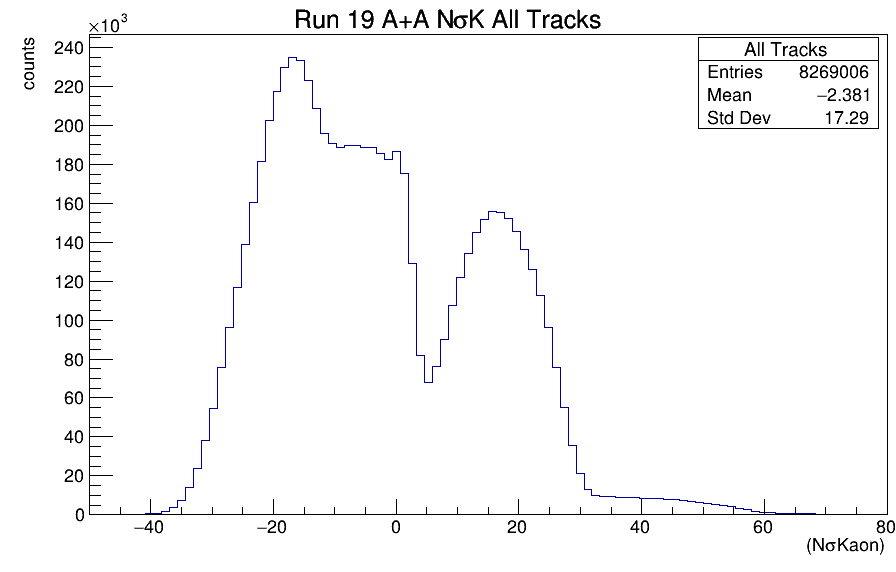 Run 19 A+A NσK All Tracks
×10³
counts
240
220
200
180
160
140
120
100
80
60
40
20
0
All Tracks
Entries 8269006
Mean −2.381
Std Dev 17.29
−40 −20 0 20 40 60 80
(NσKaon)